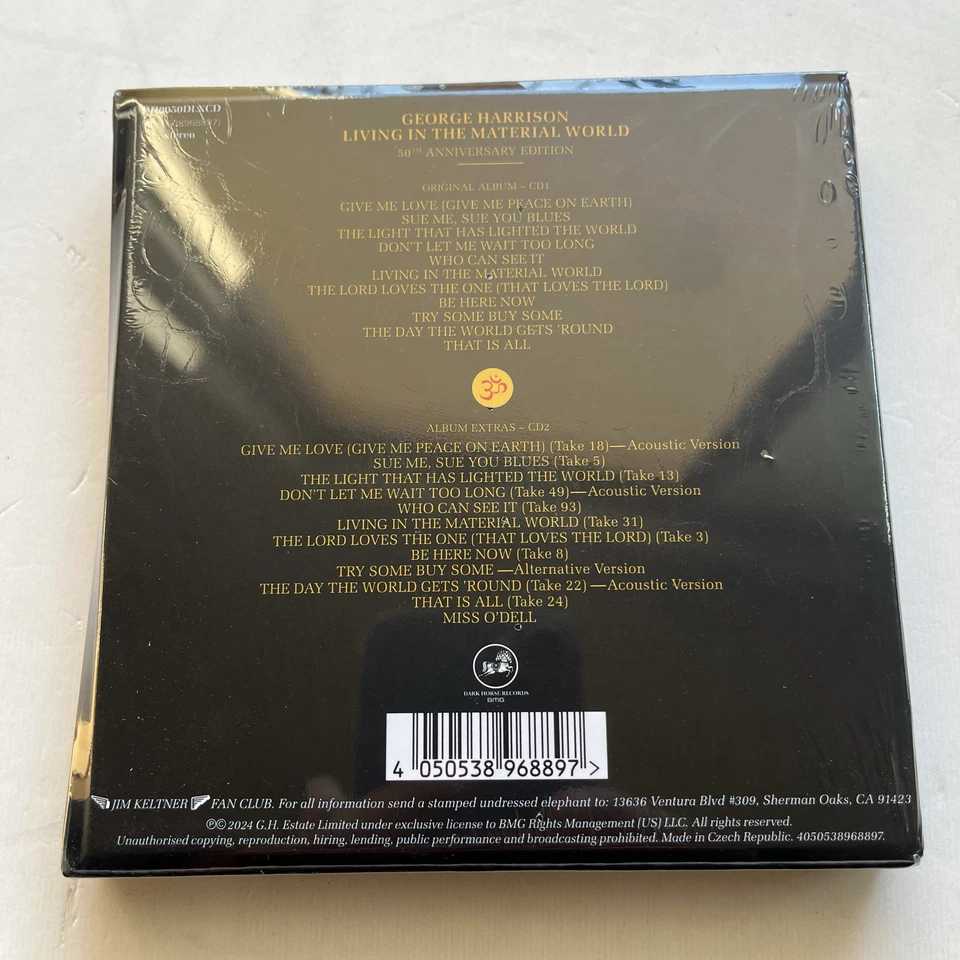 stereo
GEORGE HARRISON
LIVING IN THE MATERIAL WORLD
50TH ANNIVERSARY EDITION
ORIGINAL ALBUM – CD1
GIVE ME LOVE (GIVE ME PEACE ON EARTH)
SUE ME, SUE YOU BLUES
THE LIGHT THAT HAS LIGHTED THE WORLD
DON'T LET ME WAIT TOO LONG
WHO CAN SEE IT
LIVING IN THE MATERIAL WORLD
THE LORD LOVES THE ONE (THAT LOVES THE LORD)
BE HERE NOW
TRY SOME BUY SOME
THE DAY THE WORLD GETS 'ROUND
THAT IS ALL
ॐ
ALBUM EXTRAS – CD2
GIVE ME LOVE (GIVE ME PEACE ON EARTH) (Take 18)—Acoustic Version
SUE ME, SUE YOU BLUES (Take 5)
THE LIGHT THAT HAS LIGHTED THE WORLD (Take 13)
DON'T LET ME WAIT TOO LONG (Take 49)—Acoustic Version
WHO CAN SEE IT (Take 93)
LIVING IN THE MATERIAL WORLD (Take 31)
THE LORD LOVES THE ONE (THAT LOVES THE LORD) (Take 3)
BE HERE NOW (Take 8)
TRY SOME BUY SOME —Alternative Version
THE DAY THE WORLD GETS 'ROUND (Take 22) —Acoustic Version
THAT IS ALL (Take 24)
MISS O'DELL
DARK HORSE RECORDS
BMG
4 050538 968897 >
JIM KELTNER FAN CLUB. For all information send a stamped undressed elephant to: 13636 Ventura Blvd #309, Sherman Oaks, CA 91423
℗© 2024 G.H. Estate Limited under exclusive license to BMG Rights Management (US) LLC. All rights reserved.
Unauthorised copying, reproduction, hiring, lending, public performance and broadcasting prohibited. Made in Czech Republic. 4050538968897.